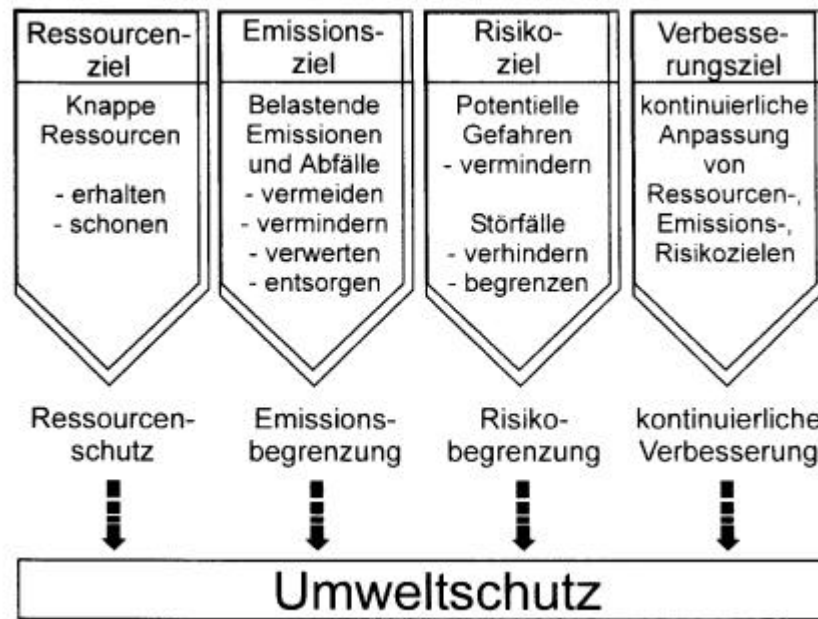 Ressourcen-
ziel
Knappe
Ressourcen
- erhalten
- schonen
Ressourcen-
schutz
Emissions-
ziel
Belastende
Emissionen
und Abfälle
- vermeiden
- vermindern
- verwerten
- entsorgen
Emissions-
begrenzung
Risiko-
ziel
Potentielle
Gefahren
- vermindern
Störfälle
- verhindern
- begrenzen
Risiko-
begrenzung
Verbesse-
rungsziel
kontinuierliche
Anpassung
von
Ressourcen-,
Emissions-,
Risikozielen
kontinuierliche
Verbesserung
Umweltschutz